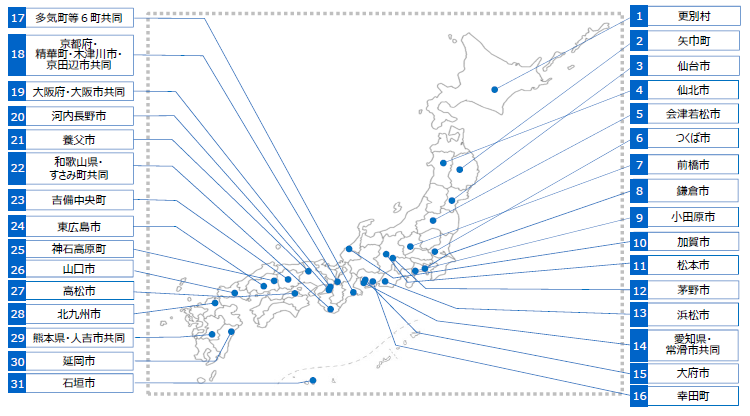 17 多気町等6町共同
18 京都府・
精華町・木津川市・
京田辺市共同
19 大阪府・大阪市共同
20 河内長野市
21 養父市
22 和歌山県・
すさみ町共同
23 吉備中央町
24 東広島市
25 神石高原町
26 山口市
27 高松市
28 北九州市
29 熊本県・人吉市共同
30 延岡市
31 石垣市
1 更別村
2 矢巾町
3 仙台市
4 仙北市
5 会津若松市
6 つくば市
7 前橋市
8 鎌倉市
9 小田原市
10 加賀市
11 松本市
12 茅野市
13 浜松市
14 愛知県・
常滑市共同
15 大府市
16 幸田町